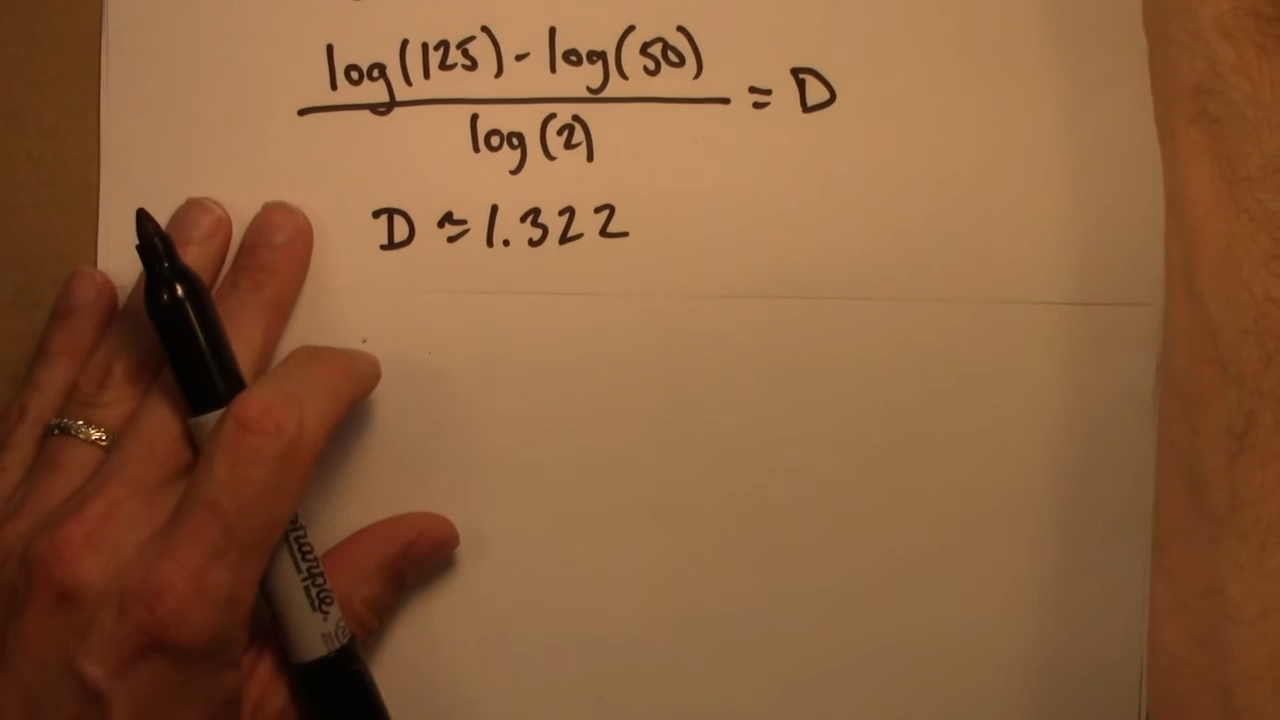 log(125) - log(50)
= D
log(2)
D ≈ 1.322
Sharpie